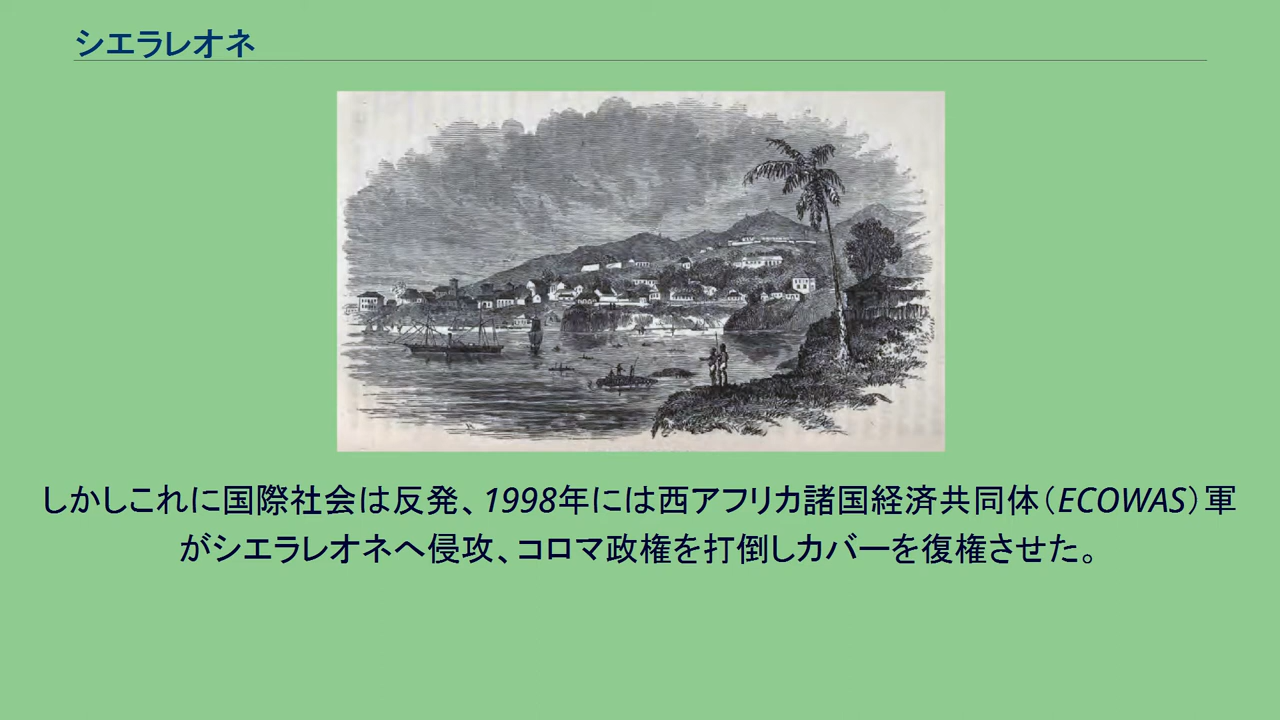 シエラレオネ
しかしこれに国際社会は反発、1998年には西アフリカ諸国経済共同体（ECOWAS）軍
がシエラレオネへ侵攻、コロマ政権を打倒しカバーを復権させた。